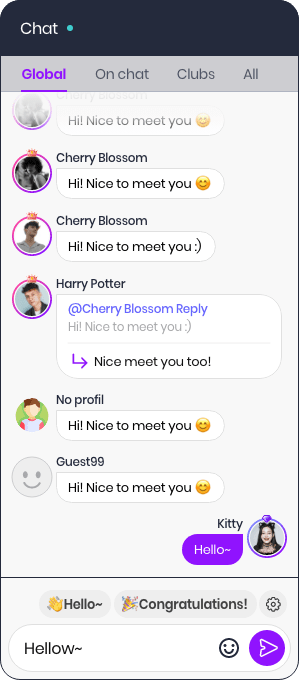 Chat
Global On chat Clubs All
Cherry Blossom
Hi! Nice to meet you 😊
Cherry Blossom
Hi! Nice to meet you 😊
Cherry Blossom
Hi! Nice to meet you :)
Harry Potter
@Cherry Blossom Reply
Hi! Nice to meet you :)
Nice meet you too!
No profil
Hi! Nice to meet you 😊
Guest99
Hi! Nice to meet you 😊
Kitty
Hello~
👋Hello~ 🎉Congratulations!
Hellow~